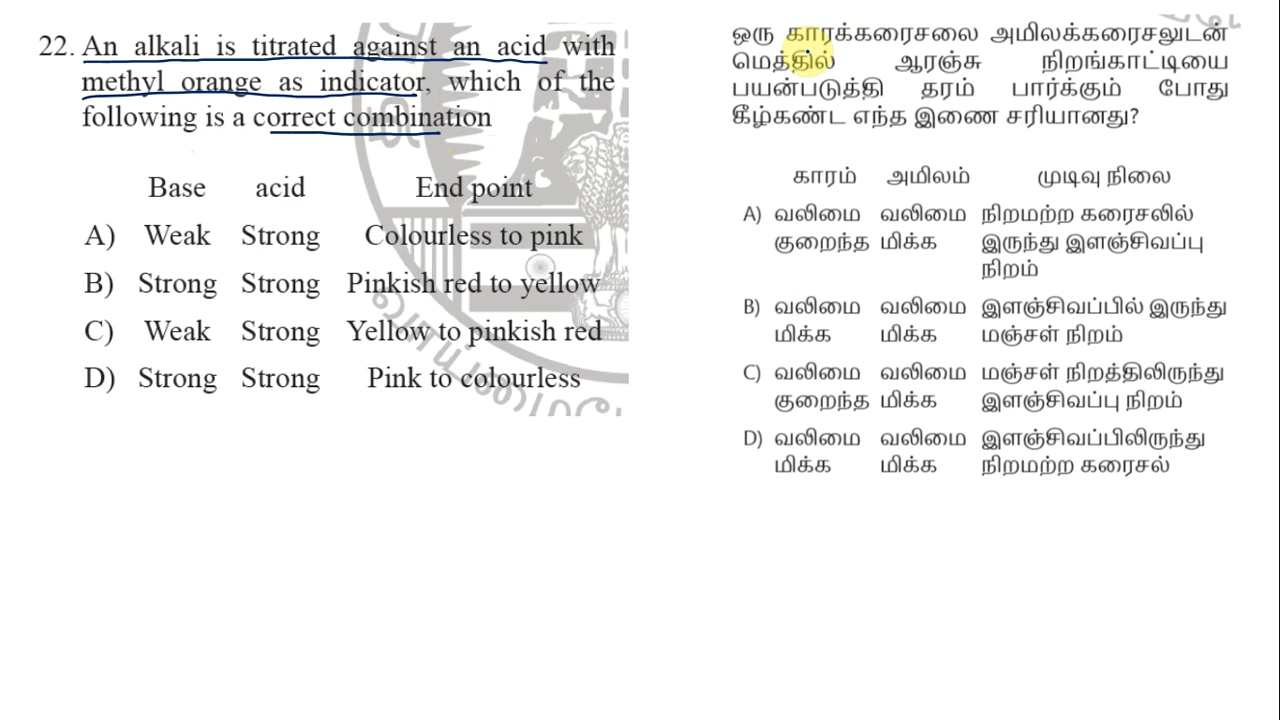 22. An alkali is titrated against an acid with
methyl orange as indicator, which of the
following is a correct combination
Base acid End point
A) Weak Strong Colourless to pink
B) Strong Strong Pinkish red to yellow
C) Weak Strong Yellow to pinkish red
D) Strong Strong Pink to colourless
ஒரு காரக்கரைசலை அமிலக்கரைசலுடன்
மெத்தில் ஆரஞ்சு நிறங்காட்டியை
பயன்படுத்தி தரம் பார்க்கும் போது
கீழ்கண்ட எந்த இணை சரியானது?
காரம் அமிலம் முடிவு நிலை
A) வலிமை வலிமை நிறமற்ற கரைசலில்
குறைந்த மிக்க இருந்து இளஞ்சிவப்பு
நிறம்
B) வலிமை வலிமை இளஞ்சிவப்பில் இருந்து
மிக்க மிக்க மஞ்சள் நிறம்
C) வலிமை வலிமை மஞ்சள் நிறத்திலிருந்து
குறைந்த மிக்க இளஞ்சிவப்பு நிறம்
D) வலிமை வலிமை இளஞ்சிவப்பிலிருந்து
மிக்க மிக்க நிறமற்ற கரைசல்